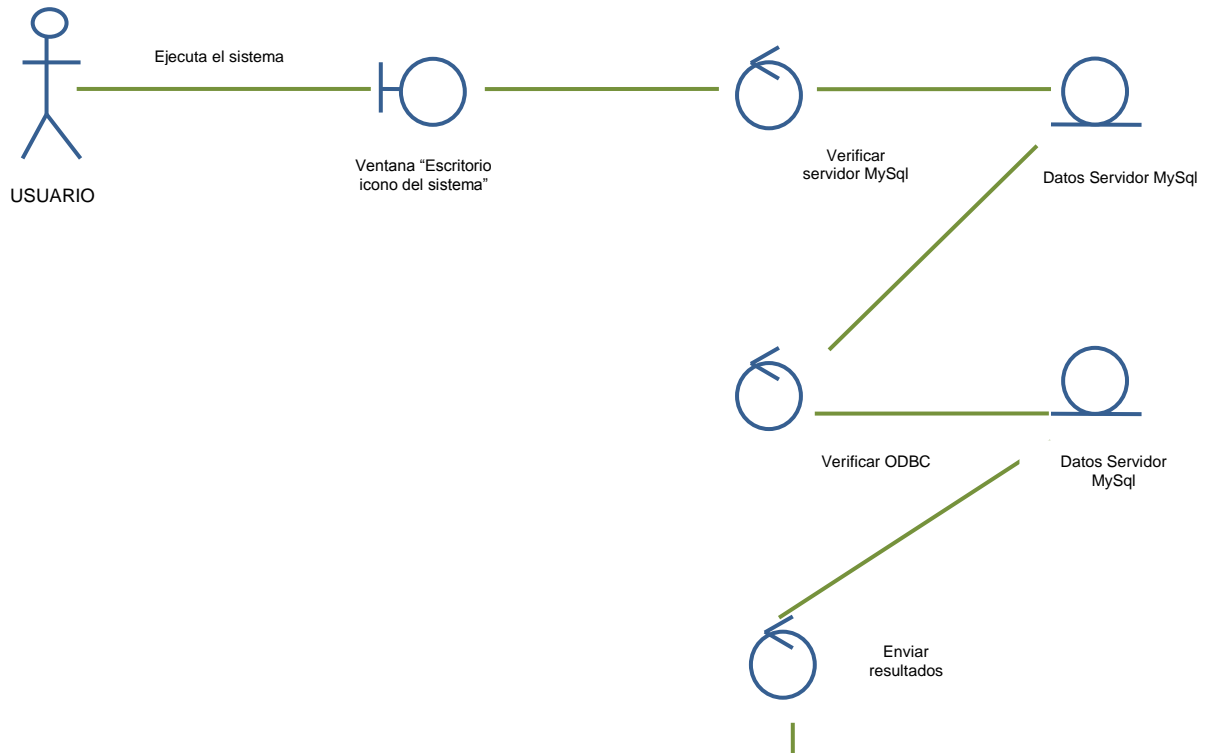 Ejecuta el sistema
USUARIO
Ventana “Escritorio
icono del sistema”
Verificar
servidor MySql
Datos Servidor MySql
Verificar ODBC
Datos Servidor
MySql
Enviar
resultados